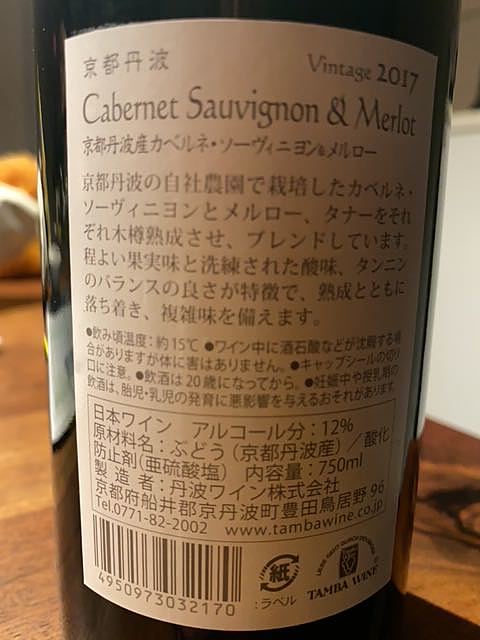 京都丹波
Vintage 2017
Cabernet Sauvignon & Merlot
京都丹波産カベルネ・ソーヴィニヨン&メルロー
京都丹波の自社農園で栽培したカベルネ・
ソーヴィニヨンとメルロー、タナーをそれ
ぞれ木樽熟成させ、ブレンドしています。
程よい果実味と洗練された酸味、タンニン
のバランスの良さが特徴で、熟成とともに
落ち着き、複雑味を備えます。
●飲み頃温度：約15℃ ●ワイン中に酒石酸などが沈殿する場
合がありますが体に害はありません。●キャップシールの切り
口に注意。●飲酒は20歳になってから。●妊娠中や授乳期の
飲酒は、胎児・乳児の発育に悪影響を与えるおそれがあります。
日本ワイン アルコール分：12%
原材料名：ぶどう（京都丹波産）／酸化
防止剤(亜硫酸塩) 内容量：750ml
製造者：丹波ワイン株式会社
京都府船井郡京丹波町豊田鳥居野96
Tel.0771-82-2002 www.tambawine.co.jp
4950973032170
紙
：ラベル
TAMBA WINE